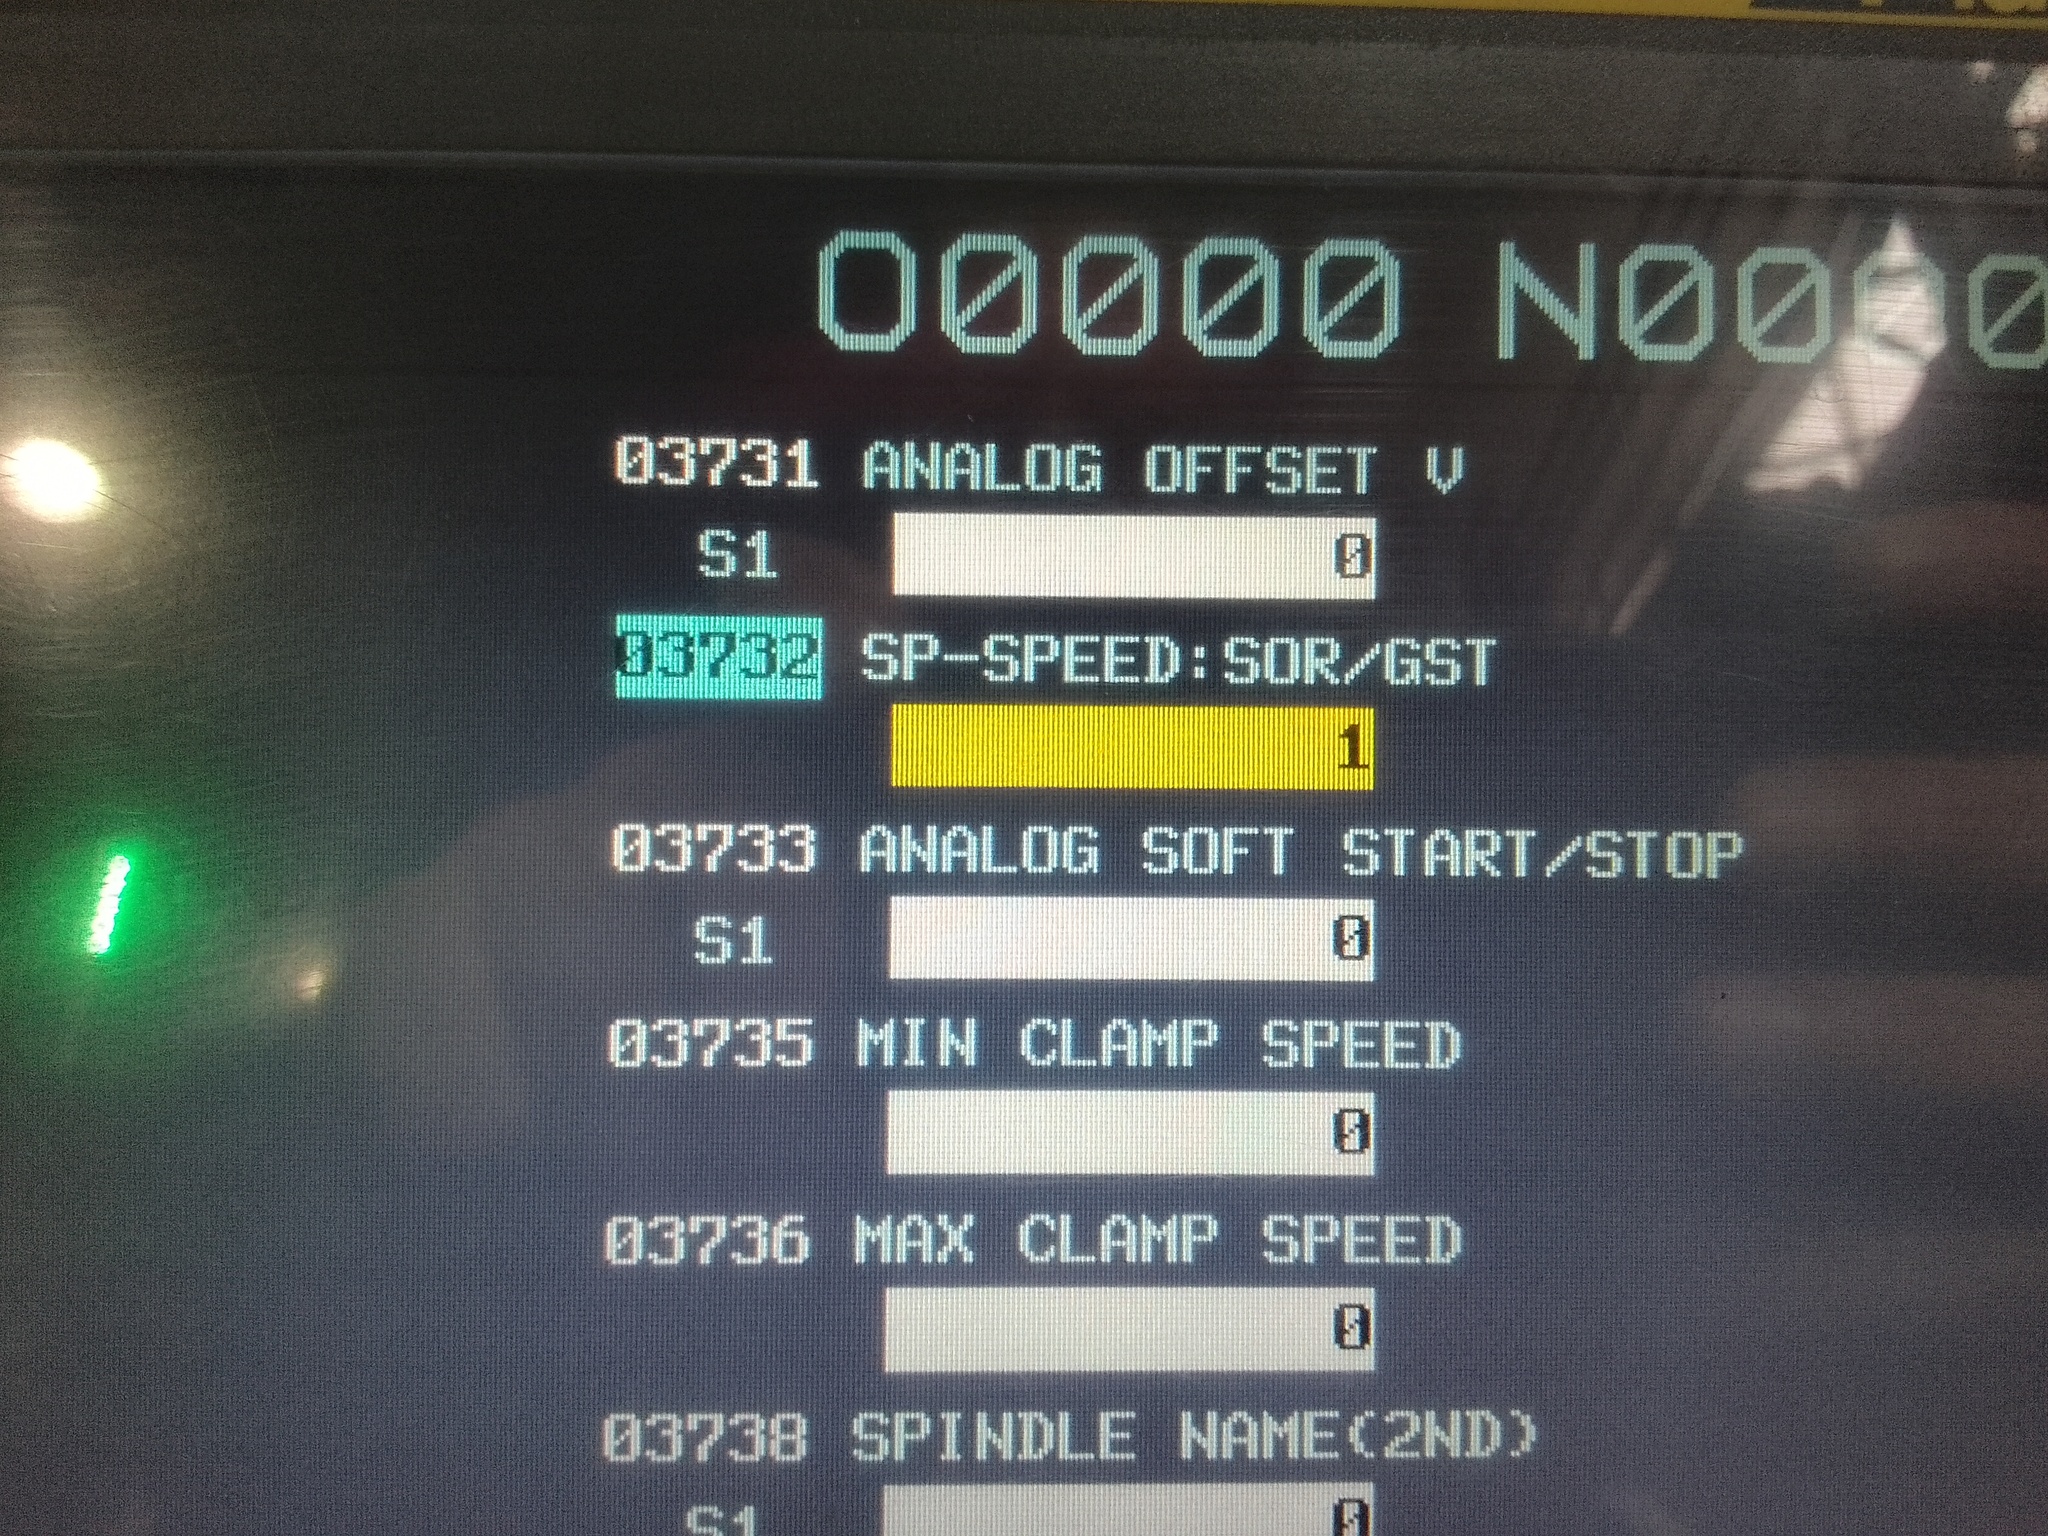 O0000 N0000
03731 ANALOG OFFSET V
S1 0
03732 SP-SPEED:SOR/GST
1
03733 ANALOG SOFT START/STOP
S1 0
03735 MIN CLAMP SPEED
0
03736 MAX CLAMP SPEED
0
03738 SPINDLE NAME(2ND)
S1 0